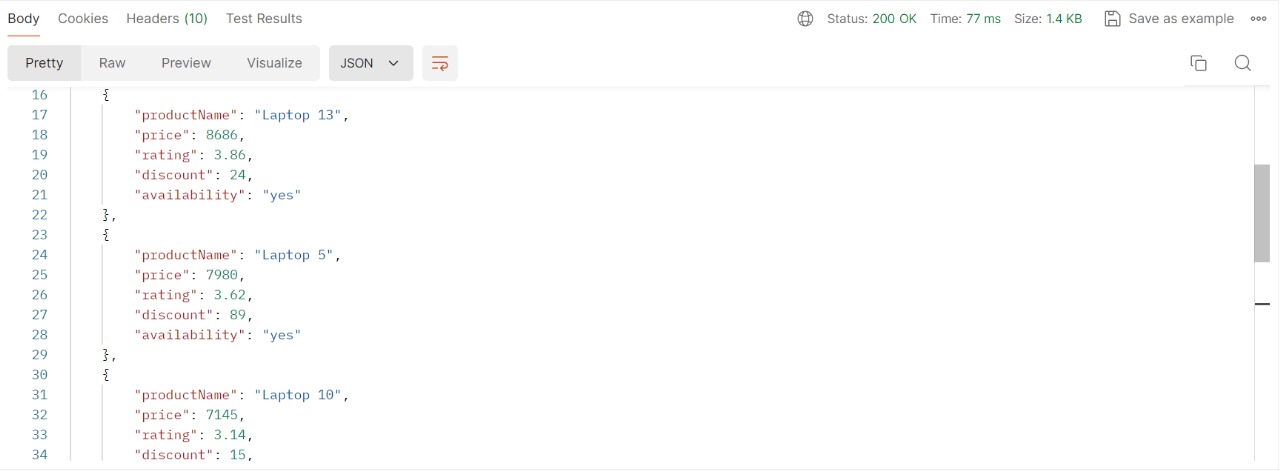 Body Cookies Headers (10) Test Results Status: 200 OK Time: 77 ms Size: 1.4 KB Save as example
Pretty Raw Preview Visualize JSON
16 {
17 "productName": "Laptop 13",
18 "price": 8686,
19 "rating": 3.86,
20 "discount": 24,
21 "availability": "yes"
22 },
23 {
24 "productName": "Laptop 5",
25 "price": 7980,
26 "rating": 3.62,
27 "discount": 89,
28 "availability": "yes"
29 },
30 {
31 "productName": "Laptop 10",
32 "price": 7145,
33 "rating": 3.14,
34 "discount": 15,